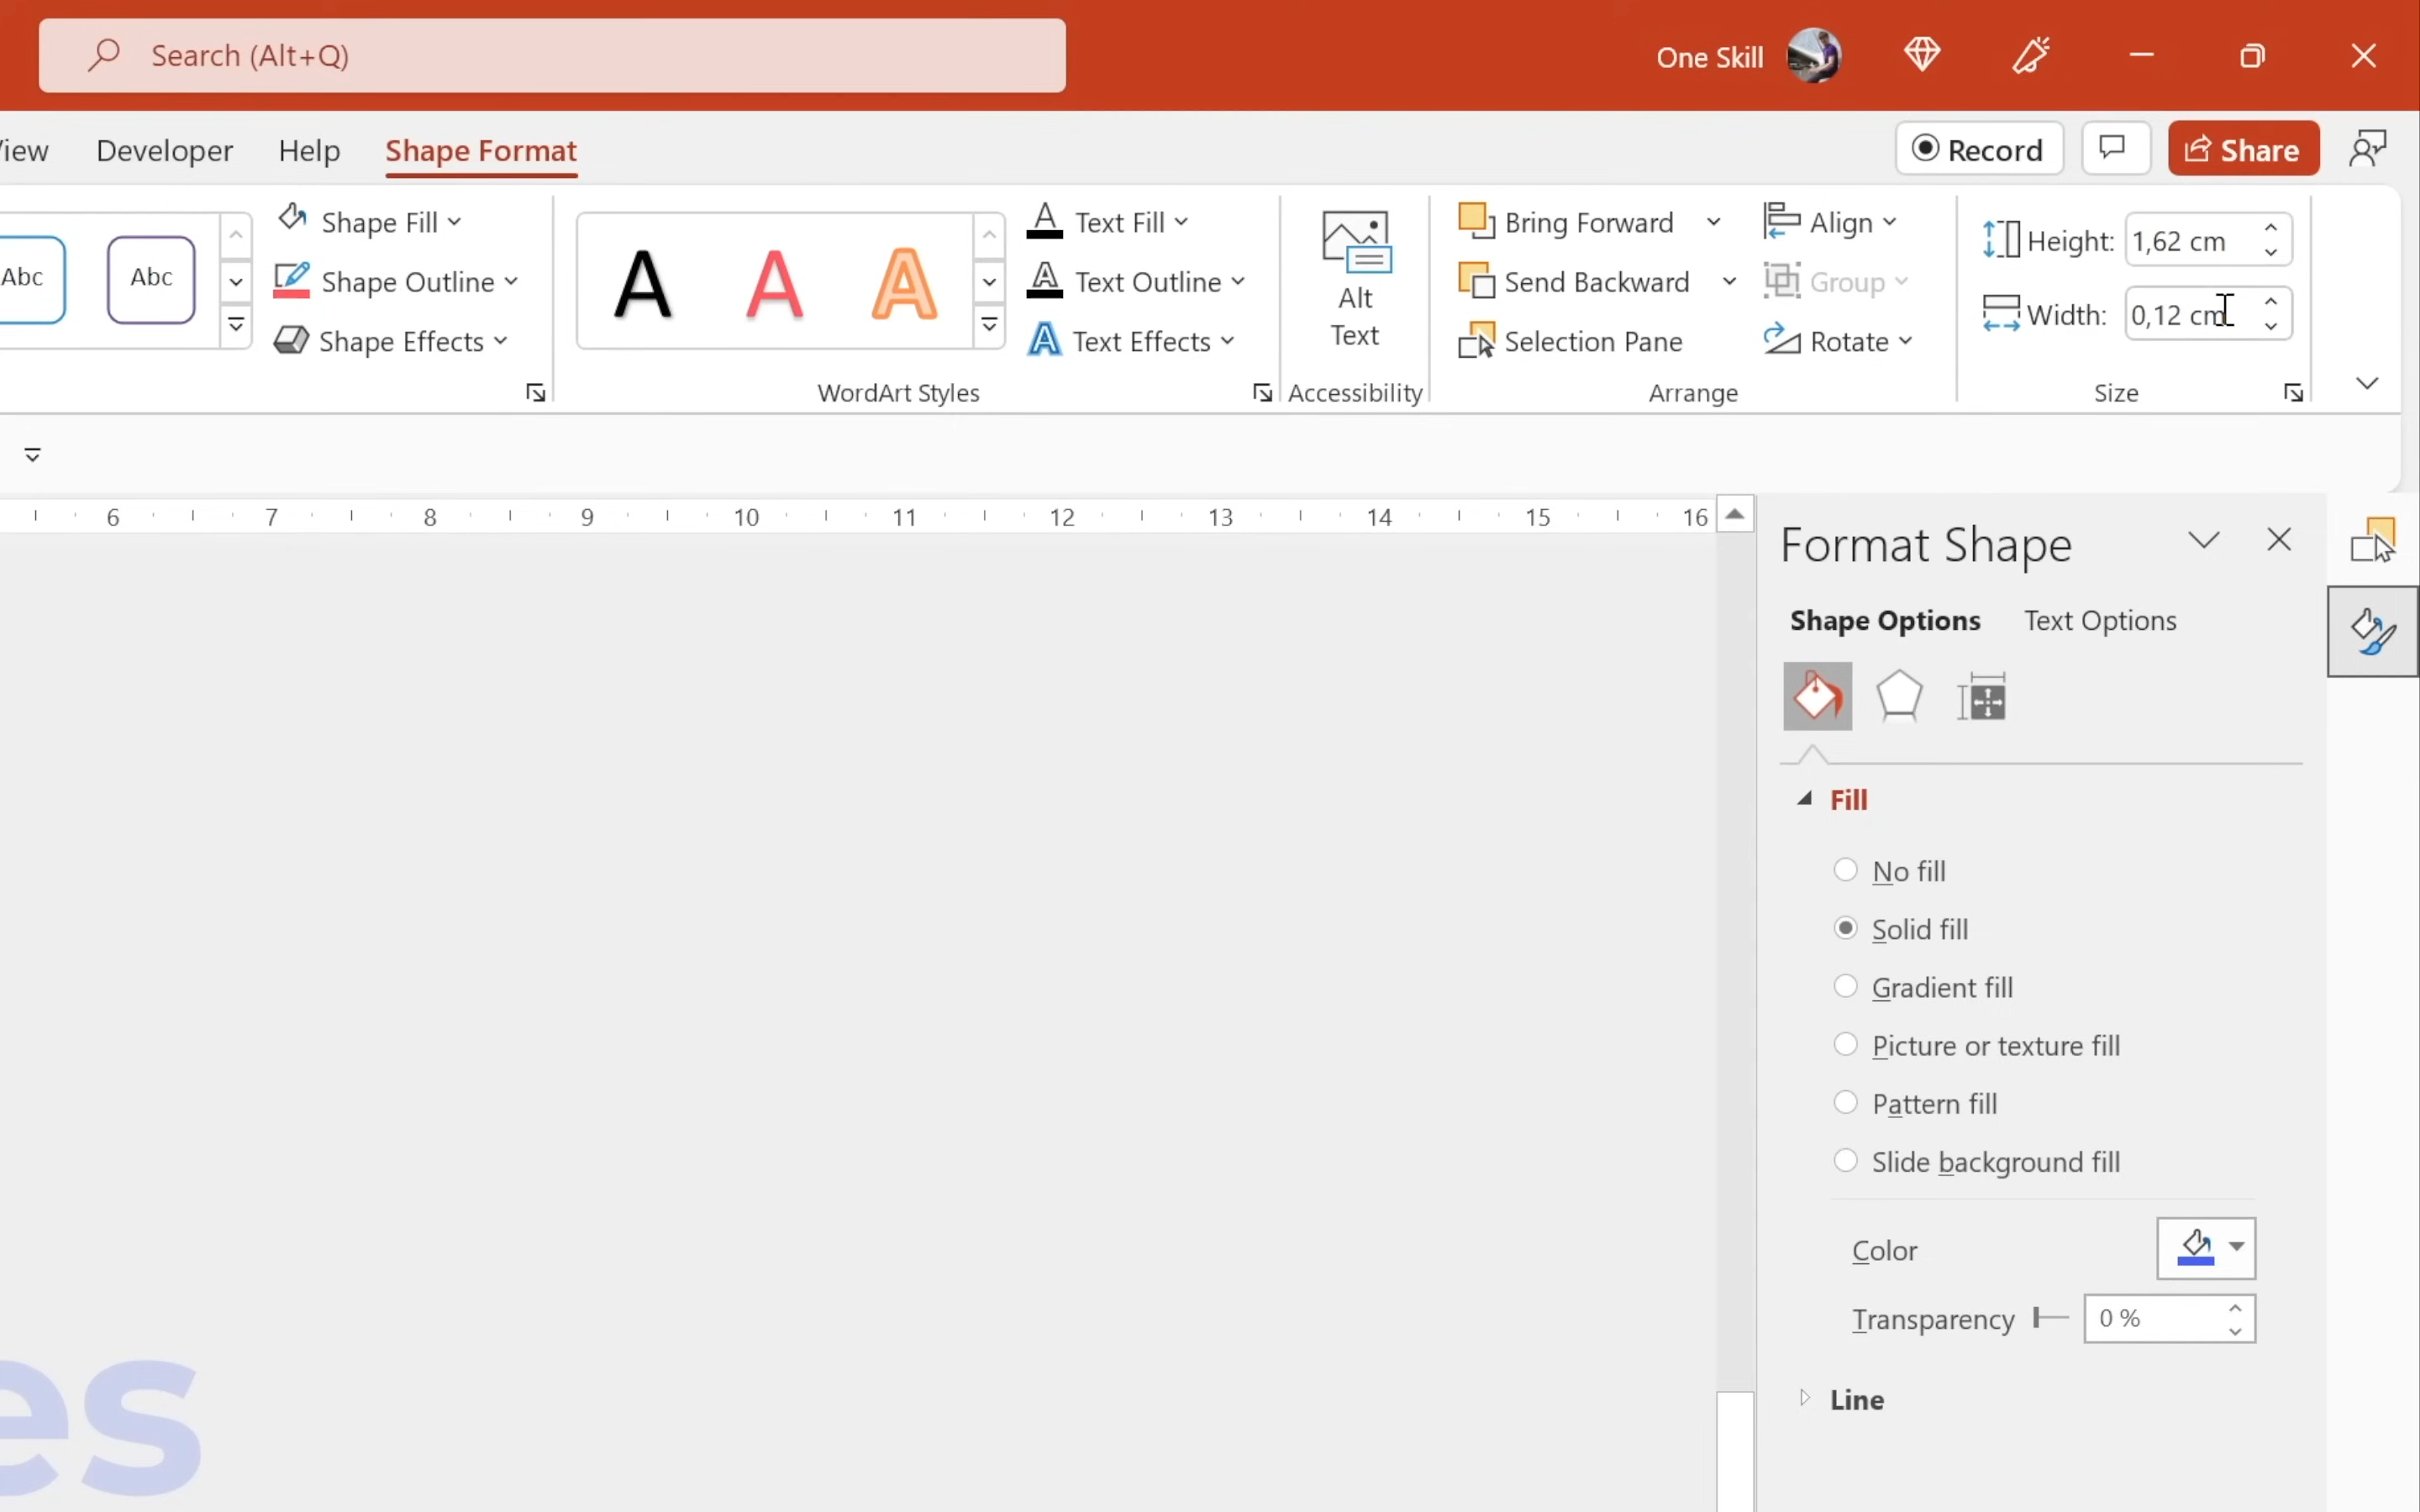 Search (Alt+Q)
One Skill
View Developer Help Shape Format
Record
Share
Abc
Abc
Shape Fill
Shape Outline
Shape Effects
A A A
WordArt Styles
Text Fill
Text Outline
Text Effects
Alt
Text
Accessibility
Bring Forward
Send Backward
Selection Pane
Align
Group
Rotate
Arrange
Height: 1,62 cm
Width: 0,12 cm
Size
6 7 8 9 10 11 12 13 14 15 16
Format Shape
Shape Options Text Options
Fill
No fill
Solid fill
Gradient fill
Picture or texture fill
Pattern fill
Slide background fill
Color
Transparency 0 %
Line
es